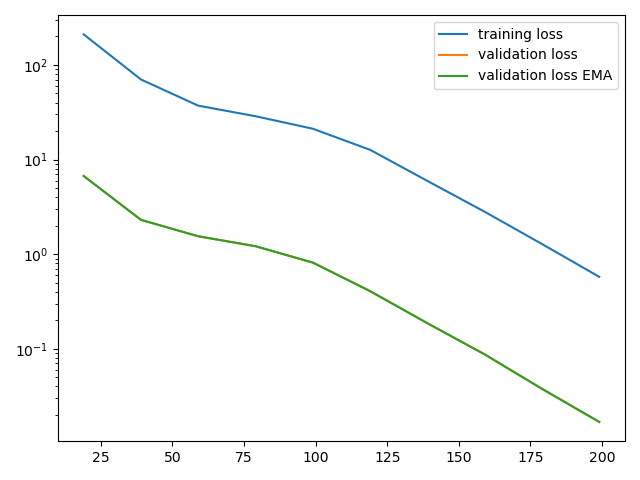 training loss
validation loss
validation loss EMA
10²
10¹
10⁰
10⁻¹
25 50 75 100 125 150 175 200